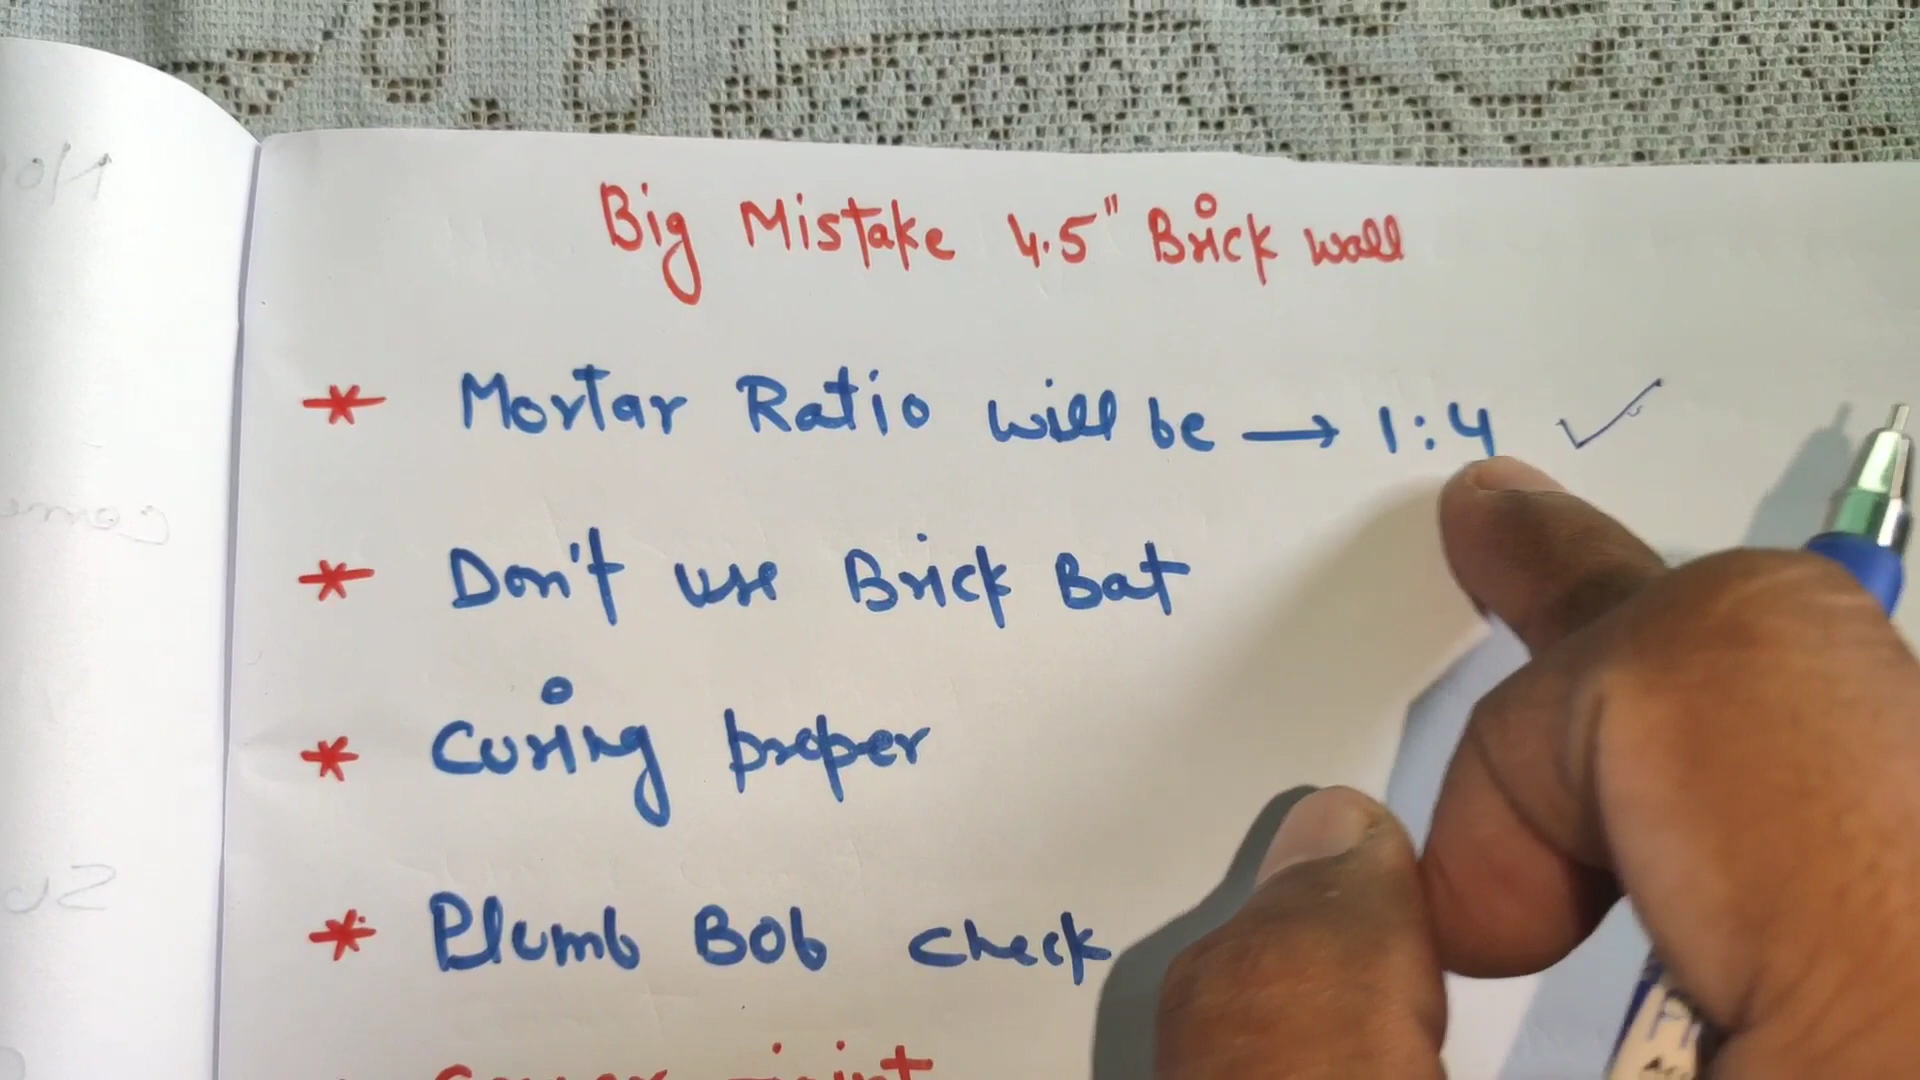 Big Mistake 4.5" Brick wall
* Mortar Ratio will be → 1:4 ✓
* Don't use Brick Bat
* Curing proper
* Plumb Bob check
joint